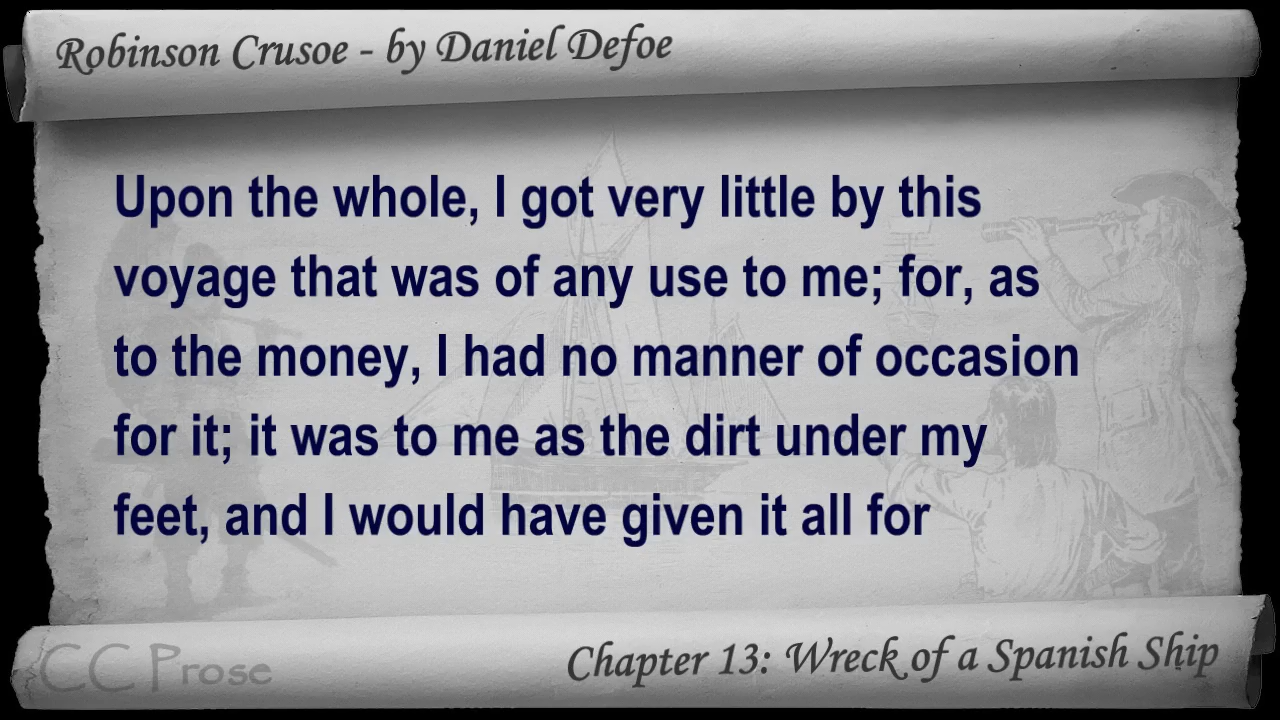 Robinson Crusoe - by Daniel Defoe
Upon the whole, I got very little by this
voyage that was of any use to me; for, as
to the money, I had no manner of occasion
for it; it was to me as the dirt under my
feet, and I would have given it all for
CC Prose
Chapter 13: Wreck of a Spanish Ship